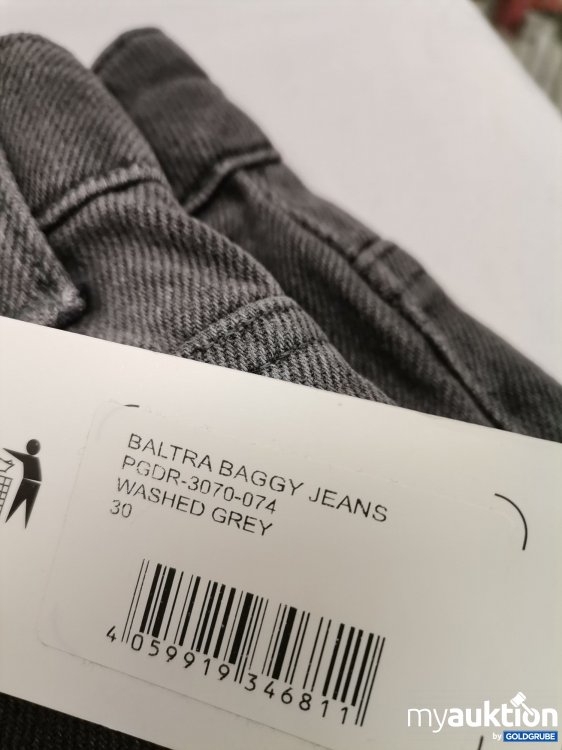 BALTRA BAGGY JEANS
PGDR-3070-074
WASHED GREY
30
4 059919 346811
myauktion
by GOLDGRUBE